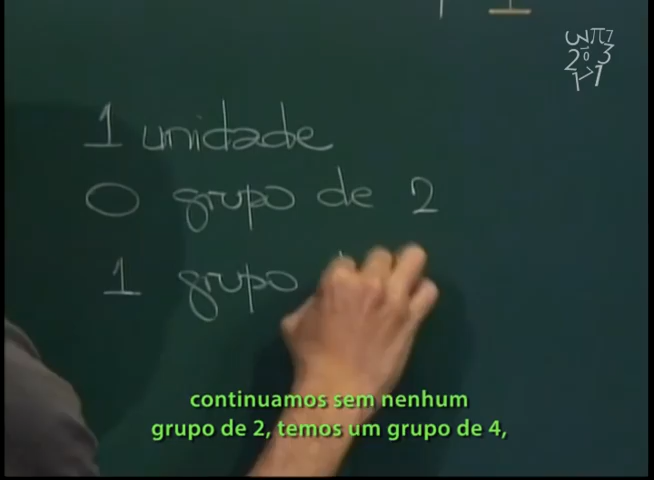 1 unidade
0 grupo de 2
1 grupo
continuamos sem nenhum
grupo de 2, temos um grupo de 4,